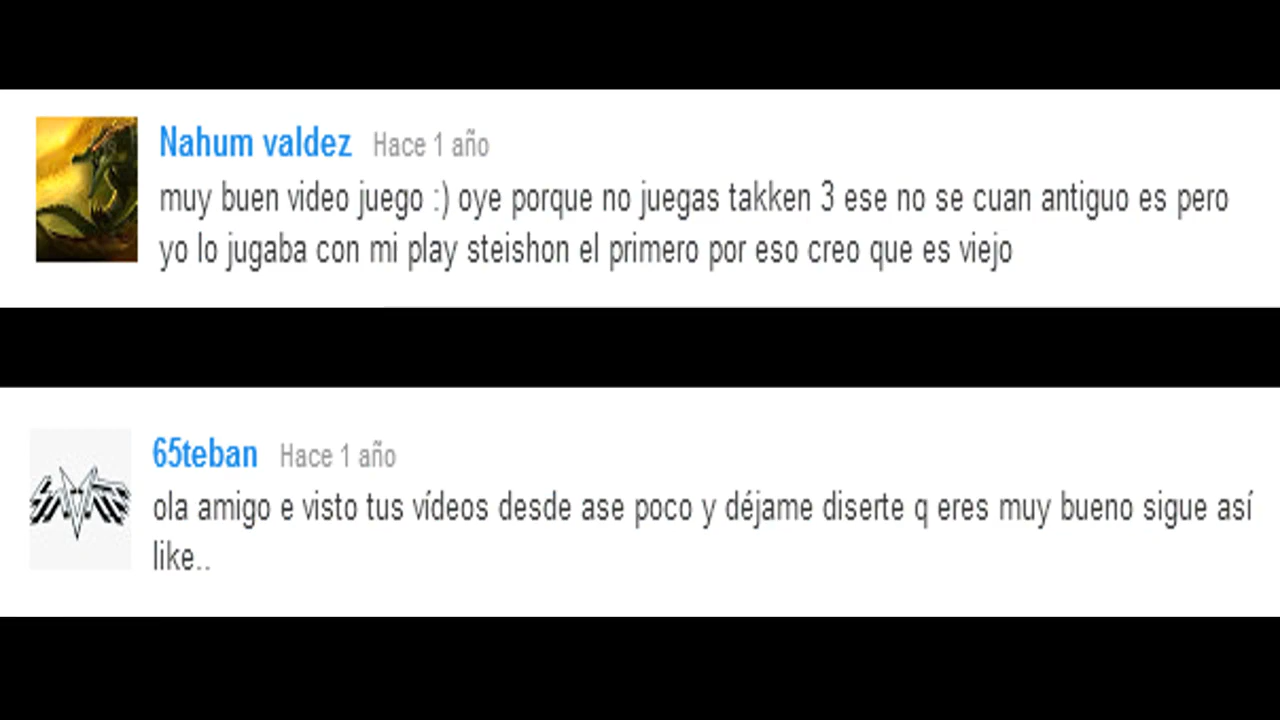 Nahum valdez Hace 1 año
muy buen video juego :) oye porque no juegas takken 3 ese no se cuan antiguo es pero
yo lo jugaba con mi play steishon el primero por eso creo que es viejo
65teban Hace 1 año
ola amigo e visto tus vídeos desde ase poco y déjame diserte q eres muy bueno sigue así
like..